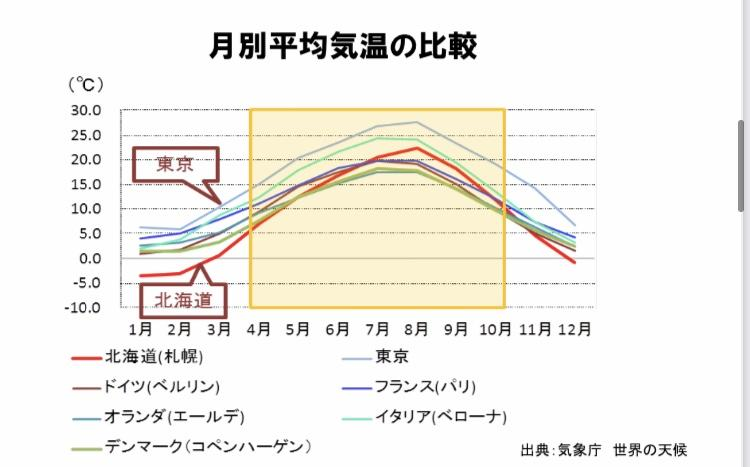 月別平均気温の比較
(℃)
30.0
25.0
20.0
15.0
10.0
5.0
0.0
-5.0
-10.0
東京
北海道
1月 2月 3月 4月 5月 6月 7月 8月 9月 10月 11月 12月
北海道(札幌) 東京
ドイツ(ベルリン) フランス(パリ)
オランダ(エールデ) イタリア(ベローナ)
デンマーク(コペンハーゲン)
出典:気象庁 世界の天候